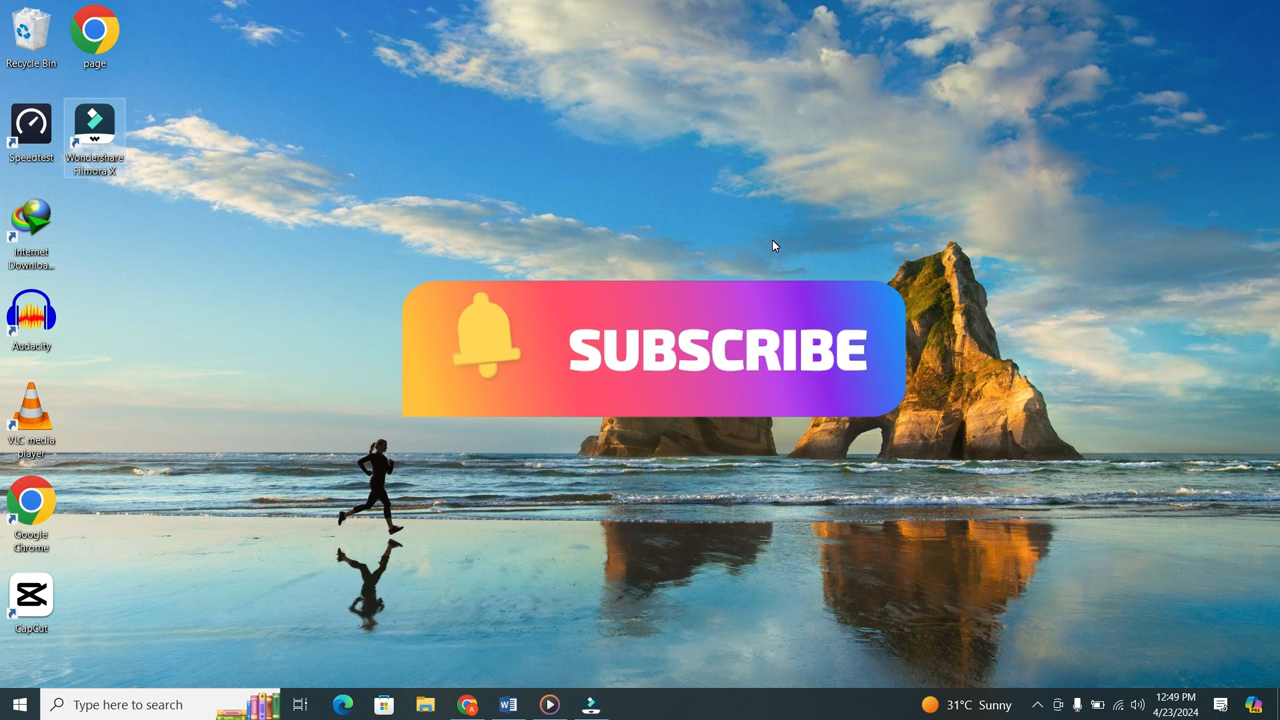 Recycle Bin
page
Speedtest
Wondershare
Filmora X
Internet
Downloa...
Audacity
VLC media
player
Google
Chrome
CapCut
SUBSCRIBE
Type here to search
31°C Sunny
12:49 PM
4/23/2024